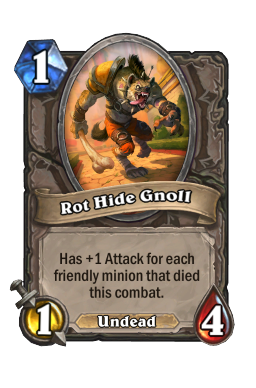 1
Rot Hide Gnoll
Has +1 Attack for each
friendly minion that died
this combat.
1 Undead 4